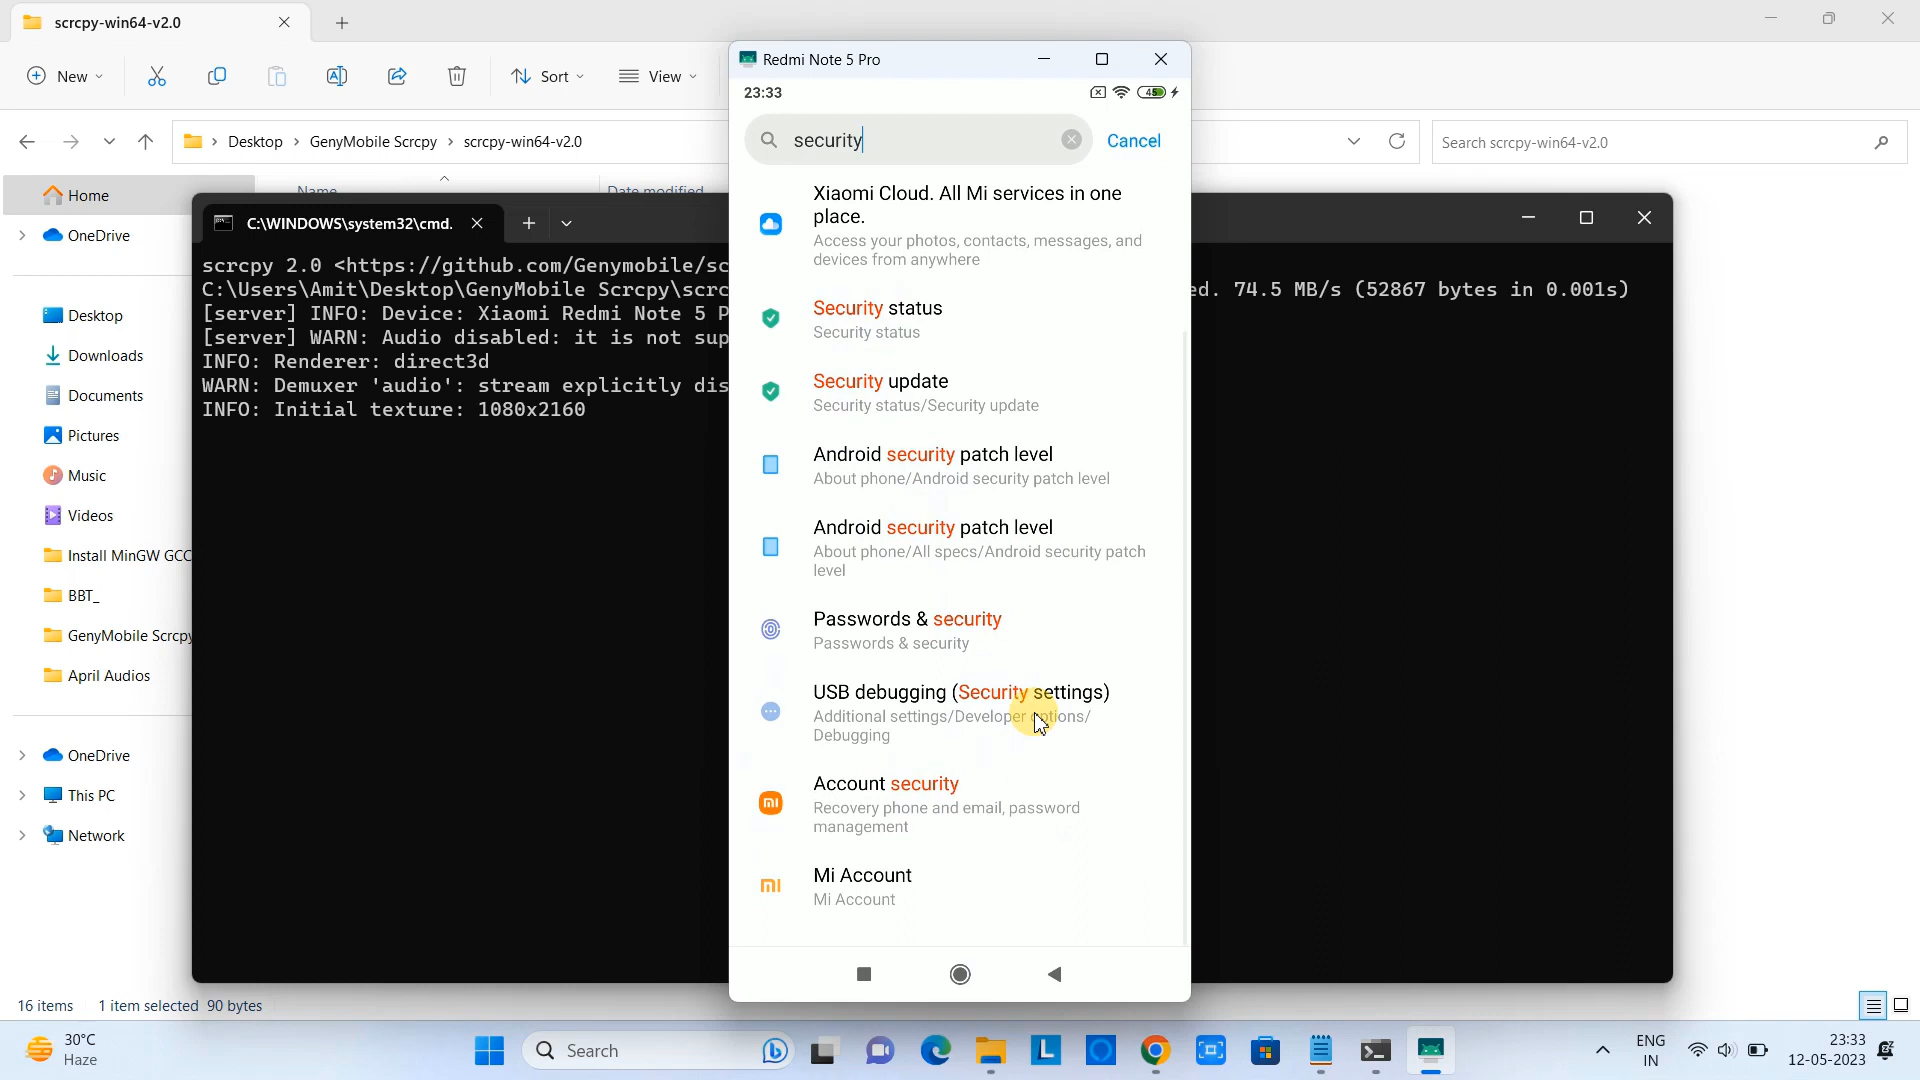 scrcpy-win64-v2.0
New
Sort
View
Desktop
GenyMobile Scrcpy
scrcpy-win64-v2.0
Search scrcpy-win64-v2.0
Name
Date modified
Home
OneDrive
Desktop
Downloads
Documents
Pictures
Music
Videos
Install MinGW GCC
BBT_
GenyMobile Scrcpy
April Audios
OneDrive
This PC
Network
16 items
1 item selected
90 bytes
C:\WINDOWS\system32\cmd.
scrcpy 2.0 <https://github.com/Genymobile/sc
C:\Users\Amit\Desktop\GenyMobile Scrcpy\scrc
ed. 74.5 MB/s (52867 bytes in 0.001s)
[server] INFO: Device: Xiaomi Redmi Note 5 P
[server] WARN: Audio disabled: it is not sup
INFO: Renderer: direct3d
WARN: Demuxer 'audio': stream explicitly dis
INFO: Initial texture: 1080x2160
Redmi Note 5 Pro
23:33
45
security
Cancel
Xiaomi Cloud. All Mi services in one
place.
Access your photos, contacts, messages, and
devices from anywhere
Security status
Security status
Security update
Security status/Security update
Android security patch level
About phone/Android security patch level
Android security patch level
About phone/All specs/Android security patch
level
Passwords & security
Passwords & security
USB debugging (Security settings)
Additional settings/Developer options/
Debugging
Account security
Recovery phone and email, password
management
Mi Account
Mi Account
30°C
Haze
Search
ENG
IN
23:33
12-05-2023